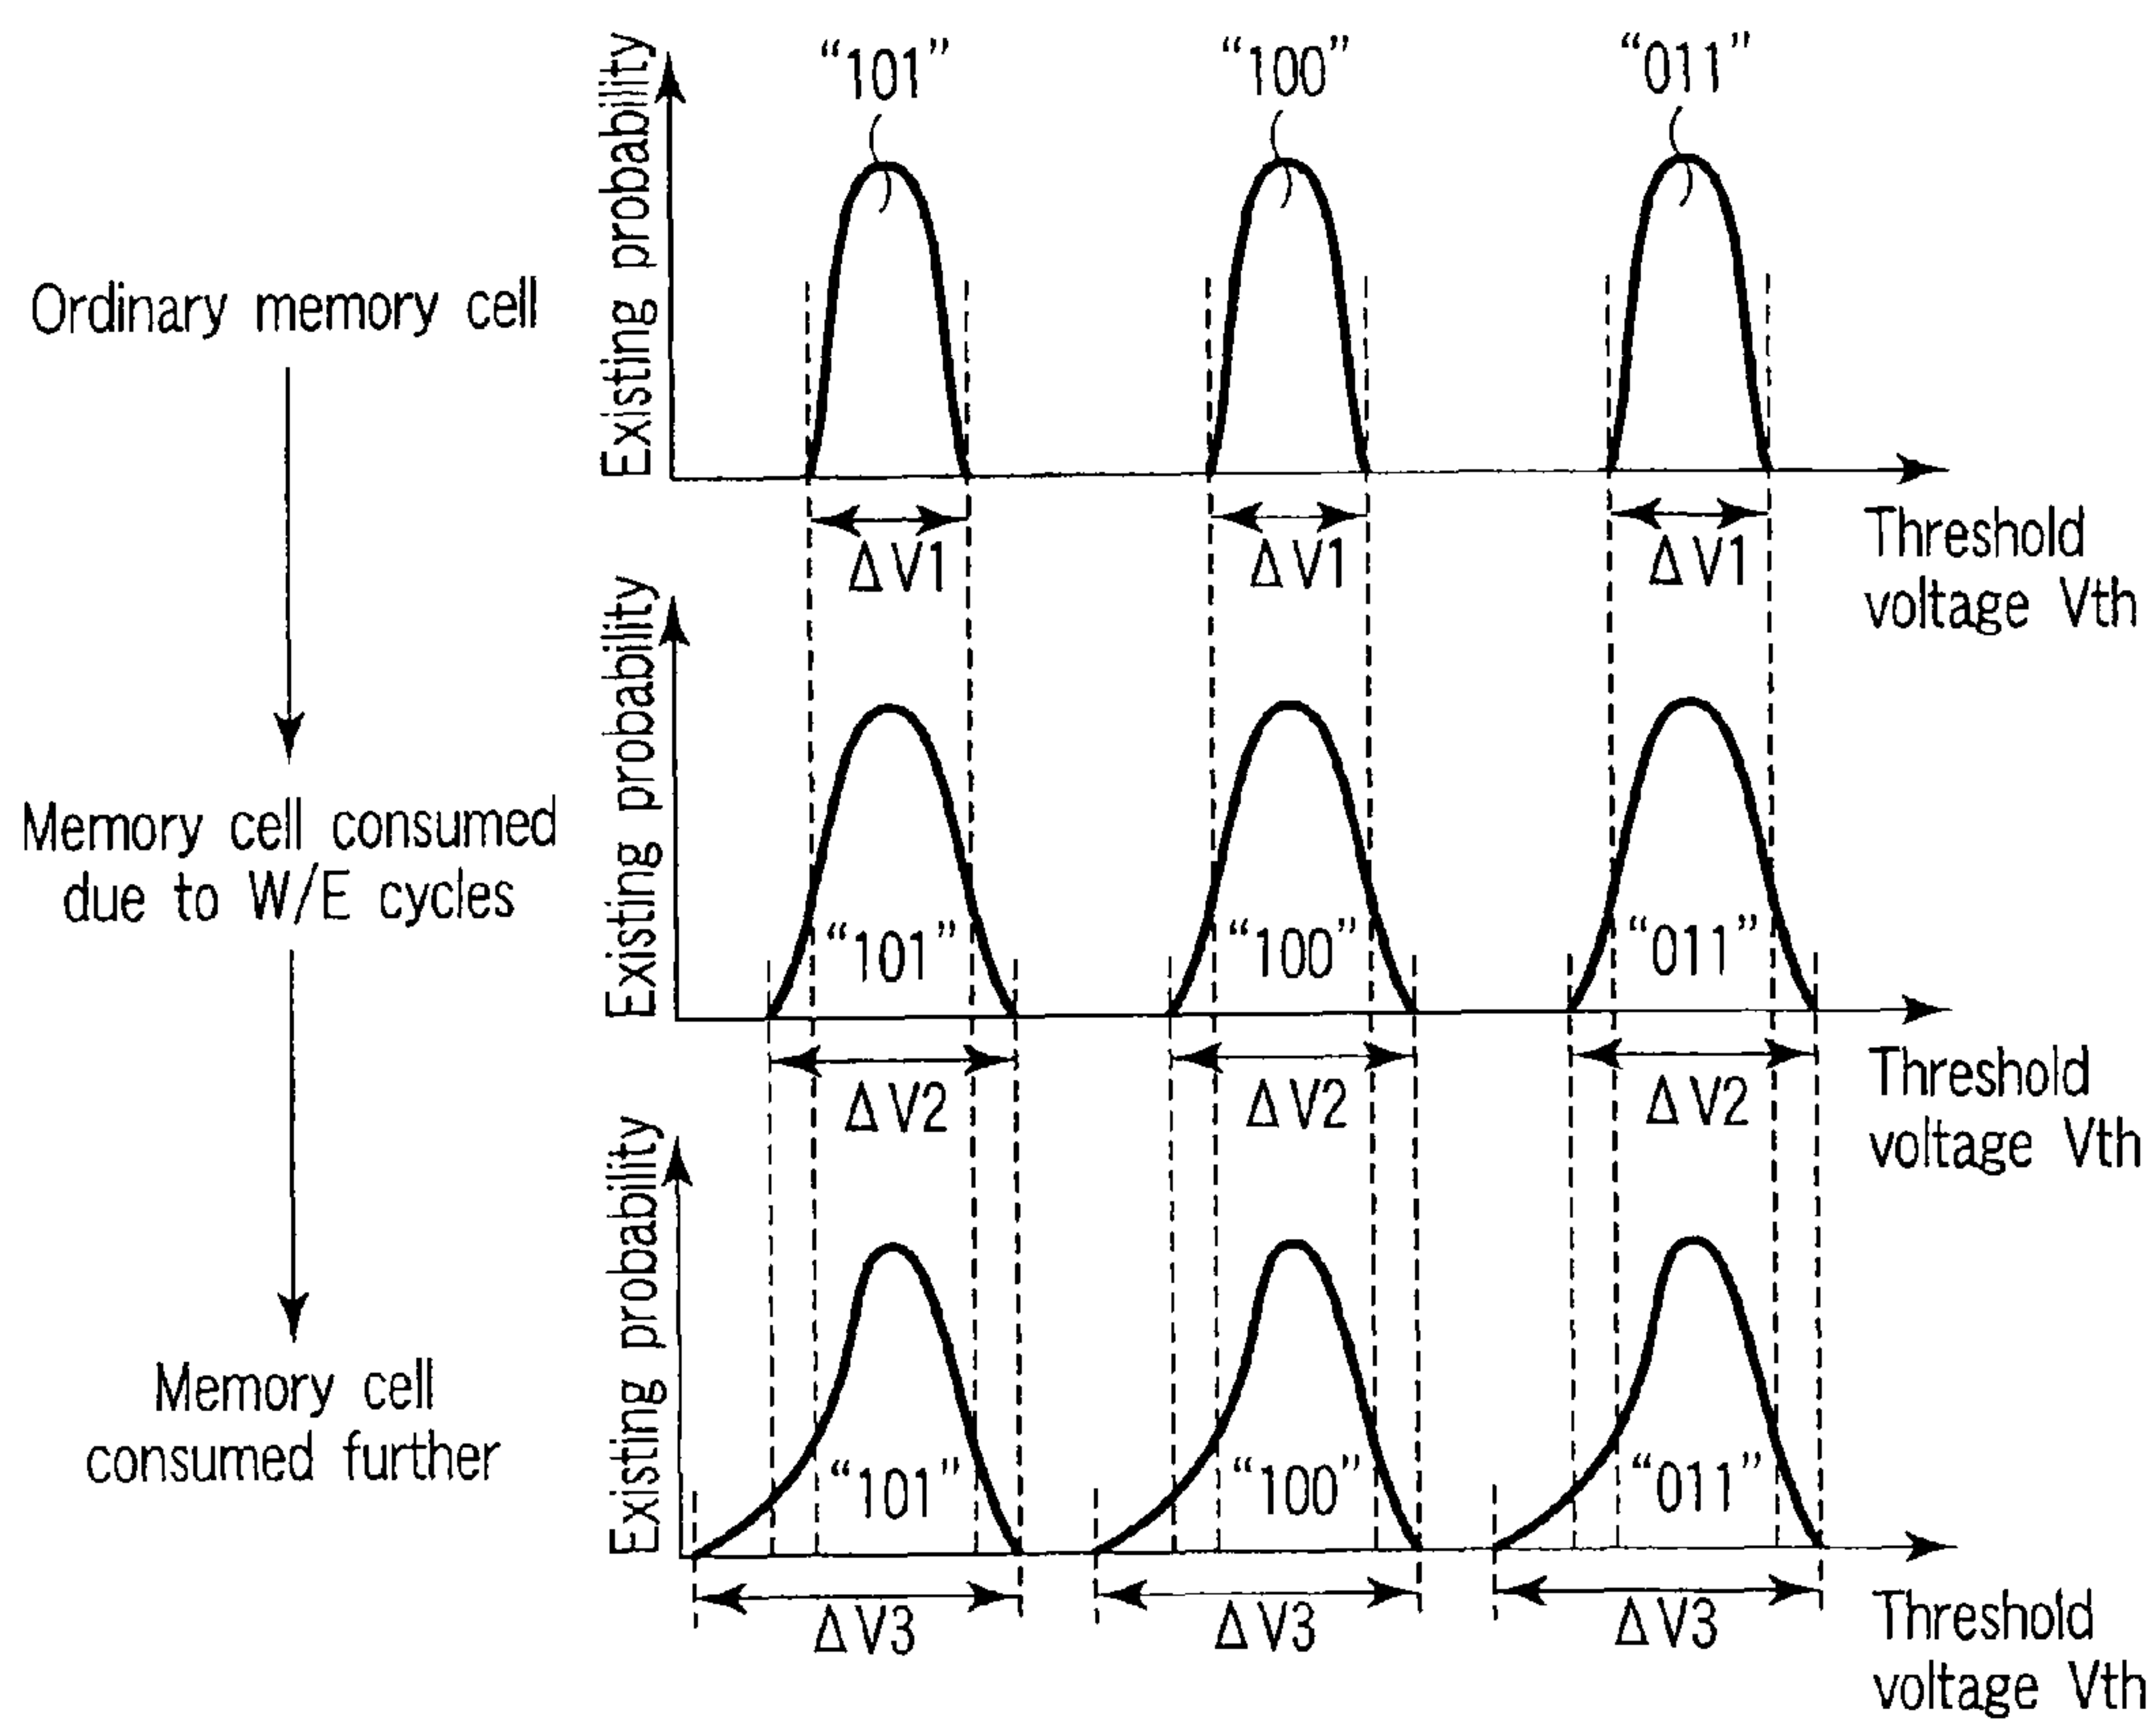 Existing probability
“101”
“100”
“011”
Ordinary memory cell
ΔV1
ΔV1
ΔV1
Threshold
voltage Vth
Existing probability
Memory cell consumed
due to W/E cycles
“101”
“100”
“011”
ΔV2
ΔV2
ΔV2
Threshold
voltage Vth
Existing probability
Memory cell
consumed further
“101”
“100”
“011”
ΔV3
ΔV3
ΔV3
Threshold
voltage Vth